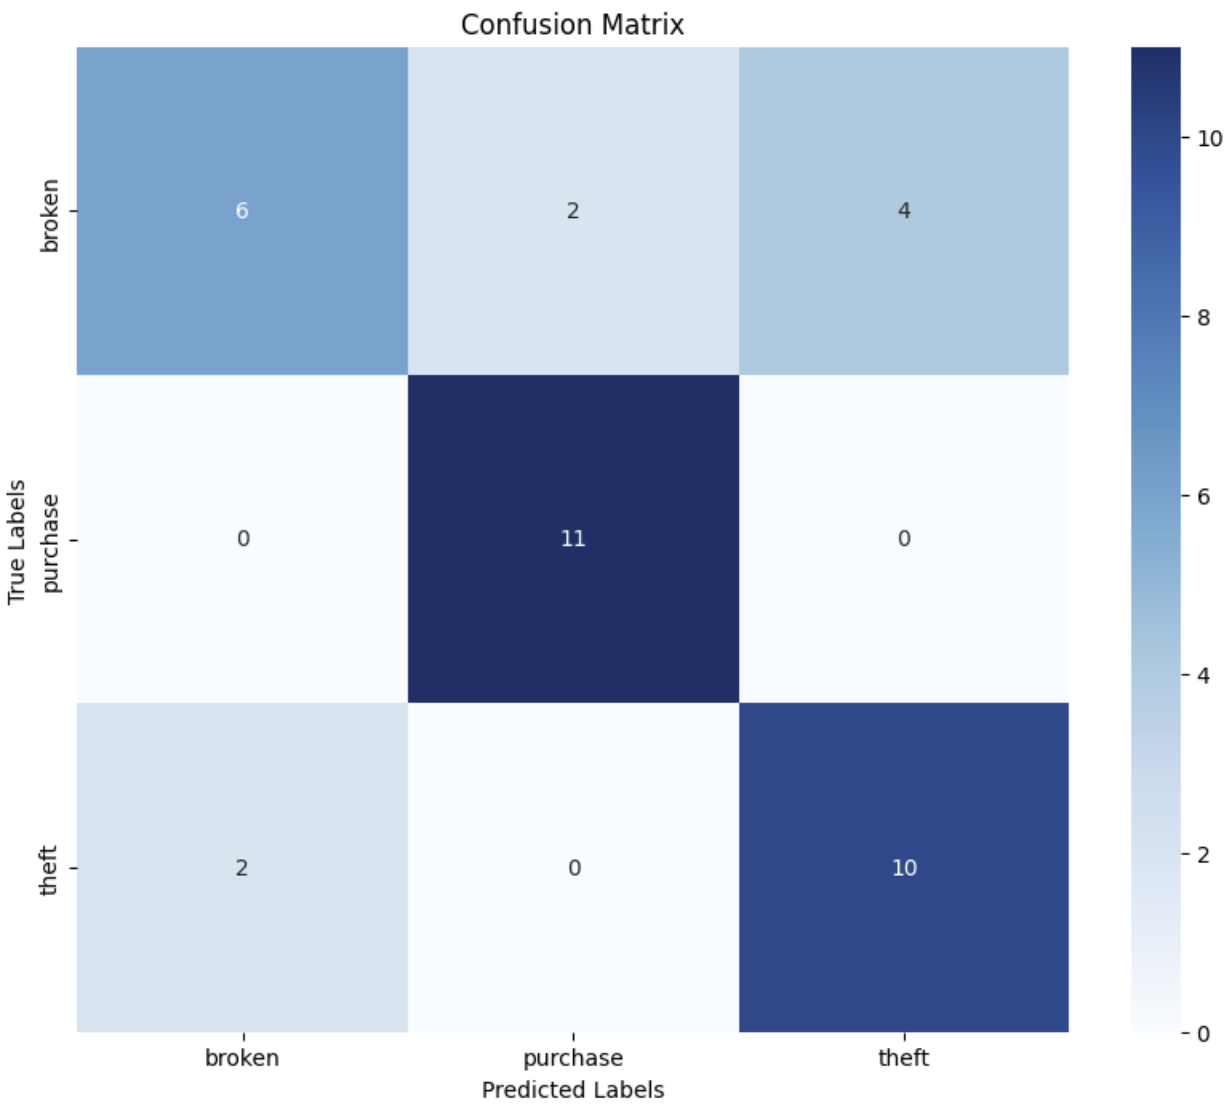 Confusion Matrix
broken
6
2
4
True Labels
purchase
0
11
0
theft
2
0
10
broken
purchase
theft
Predicted Labels
10
8
6
4
2
0